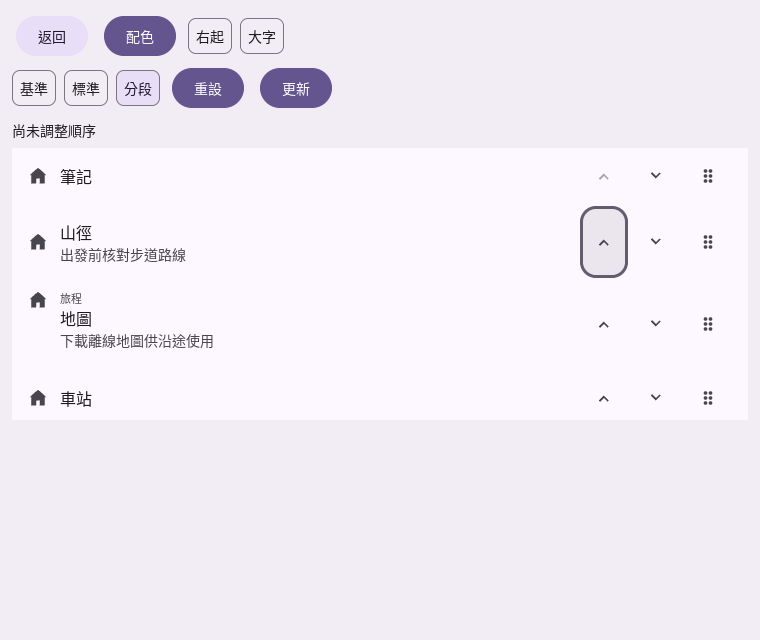 返回 配色 右起 大字
基準 標準 分段 重設 更新
尚未調整順序
筆記
山徑
出發前核對步道路線
旅程
地圖
下載離線地圖供沿途使用
車站